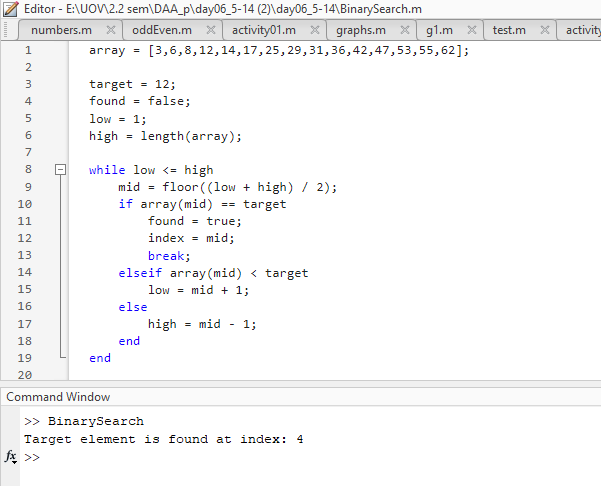 Editor - E:\UOV\2.2 sem\DAA_p\day06_5-14 (2)\day06_5-14\BinarySearch.m
numbers.m oddEven.m activity01.m graphs.m g1.m test.m activity
1 array = [3,6,8,12,14,17,25,29,31,36,42,47,53,55,62];
2
3 target = 12;
4 found = false;
5 low = 1;
6 high = length(array);
7
8 while low <= high
9 mid = floor((low + high) / 2);
10 if array(mid) == target
11 found = true;
12 index = mid;
13 break;
14 elseif array(mid) < target
15 low = mid + 1;
16 else
17 high = mid - 1;
18 end
19 end
20
Command Window
>> BinarySearch
Target element is found at index: 4
fx >>